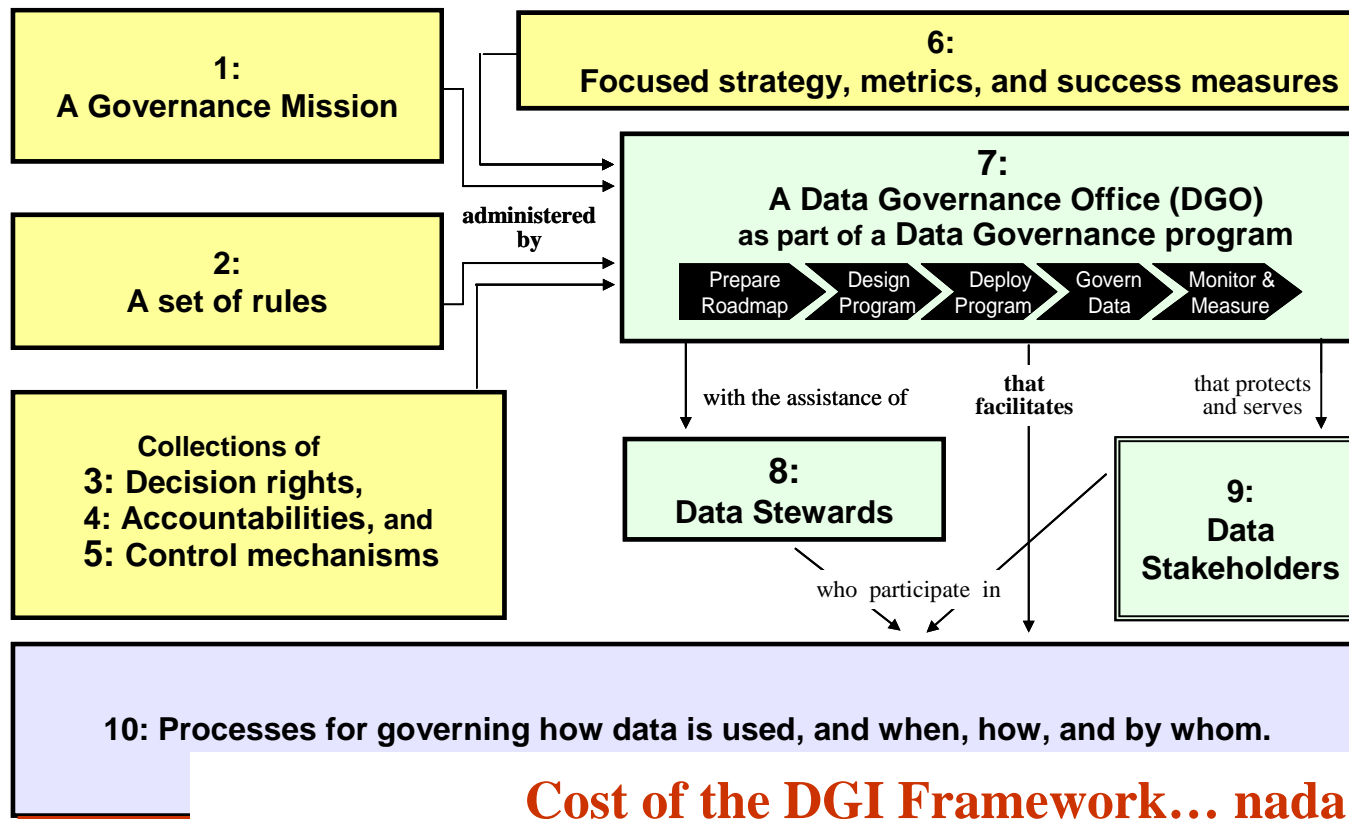 1:
A Governance Mission
6:
Focused strategy, metrics, and success measures
2:
A set of rules
administered
by
7:
A Data Governance Office (DGO)
as part of a Data Governance program
Prepare
Roadmap
Design
Program
Deploy
Program
Govern
Data
Monitor &
Measure
Collections of
3: Decision rights,
4: Accountabilities, and
5: Control mechanisms
with the assistance of
that
facilitates
that protects
and serves
8:
Data Stewards
9:
Data
Stakeholders
who participate in
10: Processes for governing how data is used, and when, how, and by whom.
Cost of the DGI Framework… nada